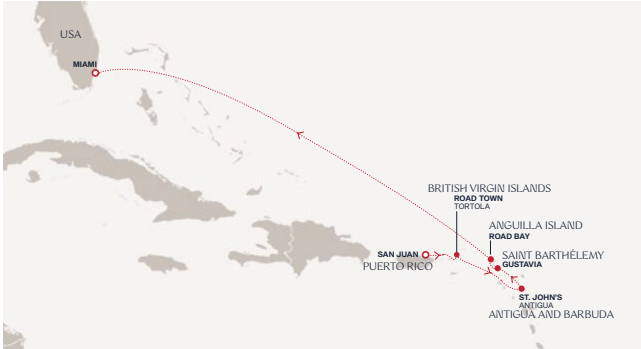 USA
MIAMI
BRITISH VIRGIN ISLANDS
ROAD TOWN
TORTOLA
ANGUILLA ISLAND
ROAD BAY
SAN JUAN
PUERTO RICO
SAINT BARTHÉLEMY
GUSTAVIA
ST. JOHN'S
ANTIGUA
ANTIGUA AND BARBUDA